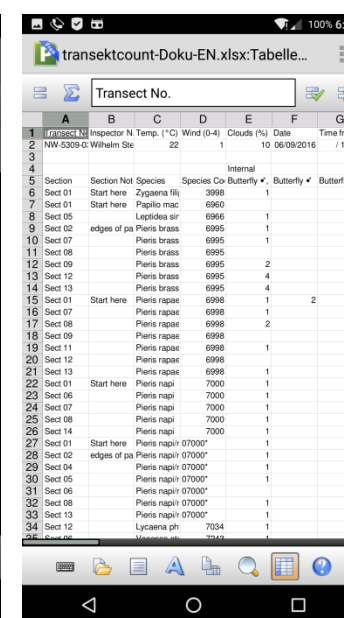 100% 6:
transektcount-Doku-EN.xlsx:Tabelle...
Transect No.
A B C D E F G
1 Transect N Inspector N. Temp. (°C) Wind (0-4) Clouds (%) Date Time fr
2 NW-5309-0 Wilhelm Ste 22 1 10 06/09/2016 / 1
3
4 Internal
5 Section Section Not Species Species Co Butterfly Butterfly Butterf
6 Sect 01 Start here Zygaena fili 3998 1
7 Sect 01 Start here Papilio mac 6960
8 Sect 05 Leptidea sir 6966 1
9 Sect 02 edges of pa Pieris brass 6995 1
10 Sect 07 Pieris brass 6995 1
11 Sect 08 Pieris brass 6995
12 Sect 09 Pieris brass 6995 2
13 Sect 12 Pieris brass 6995 4
14 Sect 13 Pieris brass 6995 4
15 Sect 01 Start here Pieris rapae 6998 1 2
16 Sect 07 Pieris rapae 6998 1
17 Sect 08 Pieris rapae 6998 2
18 Sect 09 Pieris rapae 6998
19 Sect 11 Pieris rapae 6998 1
20 Sect 12 Pieris rapae 6998
21 Sect 13 Pieris rapae 6998 1
22 Sect 01 Start here Pieris napi 7000 1
23 Sect 06 Pieris napi 7000 1
24 Sect 07 Pieris napi 7000 1
25 Sect 08 Pieris napi 7000 1
26 Sect 14 Pieris napi 7000 1
27 Sect 01 Start here Pieris napi/r 07000* 1
28 Sect 02 edges of pa Pieris napi/r 07000* 1
29 Sect 04 Pieris napi/r 07000* 1
30 Sect 05 Pieris napi/r 07000* 1
31 Sect 06 Pieris napi/r 07000*
32 Sect 08 Pieris napi/r 07000* 1
33 Sect 13 Pieris napi/r 07000* 1
34 Sect 12 Lycaena ph 7034 1
35 Sect 06 Vanessa 7243 1